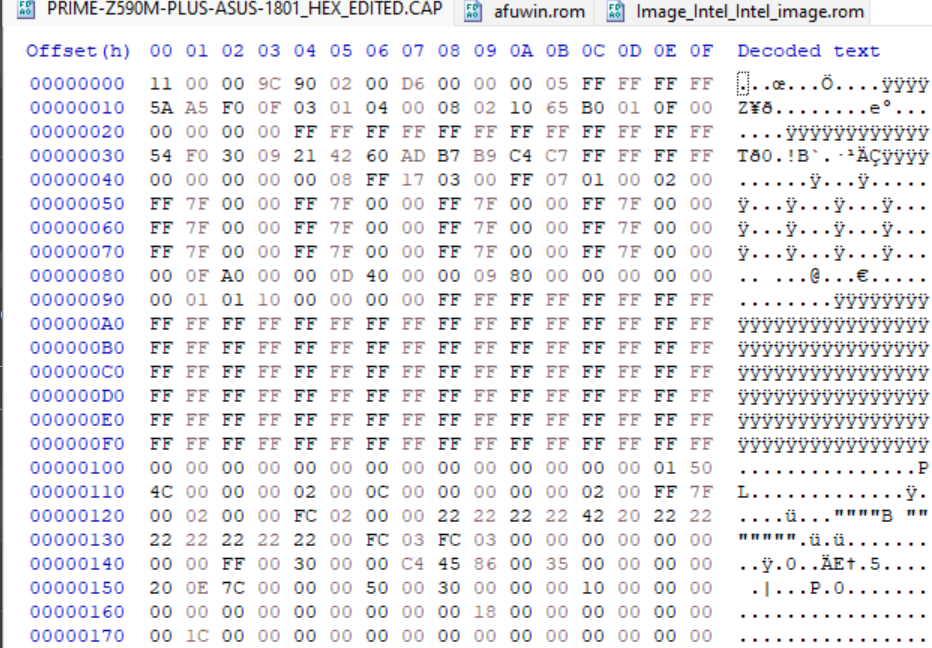 PRIME-Z590M-PLUS-ASUS-1801_HEX_EDITED.CAP afuwin.rom Image_Intel_Intel_image.rom
Offset(h) 00 01 02 03 04 05 06 07 08 09 0A 0B 0C 0D 0E 0F Decoded text
00000000 11 00 00 9C 90 02 00 D6 00 00 00 05 FF FF FF FF ...œ...Ö....ÿÿÿÿ
00000010 5A A5 F0 0F 03 01 04 00 08 02 10 65 B0 01 0F 00 Z¥ð........e°...
00000020 00 00 00 00 FF FF FF FF FF FF FF FF FF FF FF FF ....ÿÿÿÿÿÿÿÿÿÿÿÿ
00000030 54 F0 30 09 21 42 60 AD B7 B9 C4 C7 FF FF FF FF Tð0.!B`.·¹ÄÇÿÿÿÿ
00000040 00 00 00 00 00 08 FF 17 03 00 FF 07 01 00 02 00 ......ÿ...ÿ.....
00000050 FF 7F 00 00 FF 7F 00 00 FF 7F 00 00 FF 7F 00 00 ÿ...ÿ...ÿ...ÿ...
00000060 FF 7F 00 00 FF 7F 00 00 FF 7F 00 00 FF 7F 00 00 ÿ...ÿ...ÿ...ÿ...
00000070 FF 7F 00 00 FF 7F 00 00 FF 7F 00 00 FF 7F 00 00 ÿ...ÿ...ÿ...ÿ...
00000080 00 0F A0 00 00 0D 40 00 00 09 80 00 00 00 00 00 .. ...@...€.....
00000090 00 01 01 10 00 00 00 00 FF FF FF FF FF FF FF FF ........ÿÿÿÿÿÿÿÿ
000000A0 FF FF FF FF FF FF FF FF FF FF FF FF FF FF FF FF ÿÿÿÿÿÿÿÿÿÿÿÿÿÿÿÿ
000000B0 FF FF FF FF FF FF FF FF FF FF FF FF FF FF FF FF ÿÿÿÿÿÿÿÿÿÿÿÿÿÿÿÿ
000000C0 FF FF FF FF FF FF FF FF FF FF FF FF FF FF FF FF ÿÿÿÿÿÿÿÿÿÿÿÿÿÿÿÿ
000000D0 FF FF FF FF FF FF FF FF FF FF FF FF FF FF FF FF ÿÿÿÿÿÿÿÿÿÿÿÿÿÿÿÿ
000000E0 FF FF FF FF FF FF FF FF FF FF FF FF FF FF FF FF ÿÿÿÿÿÿÿÿÿÿÿÿÿÿÿÿ
000000F0 FF FF FF FF FF FF FF FF FF FF FF FF FF FF FF FF ÿÿÿÿÿÿÿÿÿÿÿÿÿÿÿÿ
00000100 00 00 00 00 00 00 00 00 00 00 00 00 00 00 01 50 ...............P
00000110 4C 00 00 00 02 00 0C 00 00 00 00 00 02 00 FF 7F L.............ÿ.
00000120 00 02 00 00 FC 02 00 00 22 22 22 22 42 20 22 22 ....ü...""""B ""
00000130 22 22 22 22 22 00 FC 03 FC 03 00 00 00 00 00 00 """"".ü.ü.......
00000140 00 00 FF 00 30 00 00 C4 45 86 00 35 00 00 00 00 ..ÿ.0..ÄE†.5....
00000150 20 0E 7C 00 00 00 50 00 30 00 00 00 10 00 00 00  .|...P.0.......
00000160 00 00 00 00 00 00 00 00 00 18 00 00 00 00 00 00 ................
00000170 00 1C 00 00 00 00 00 00 00 00 00 00 00 00 00 00 ................